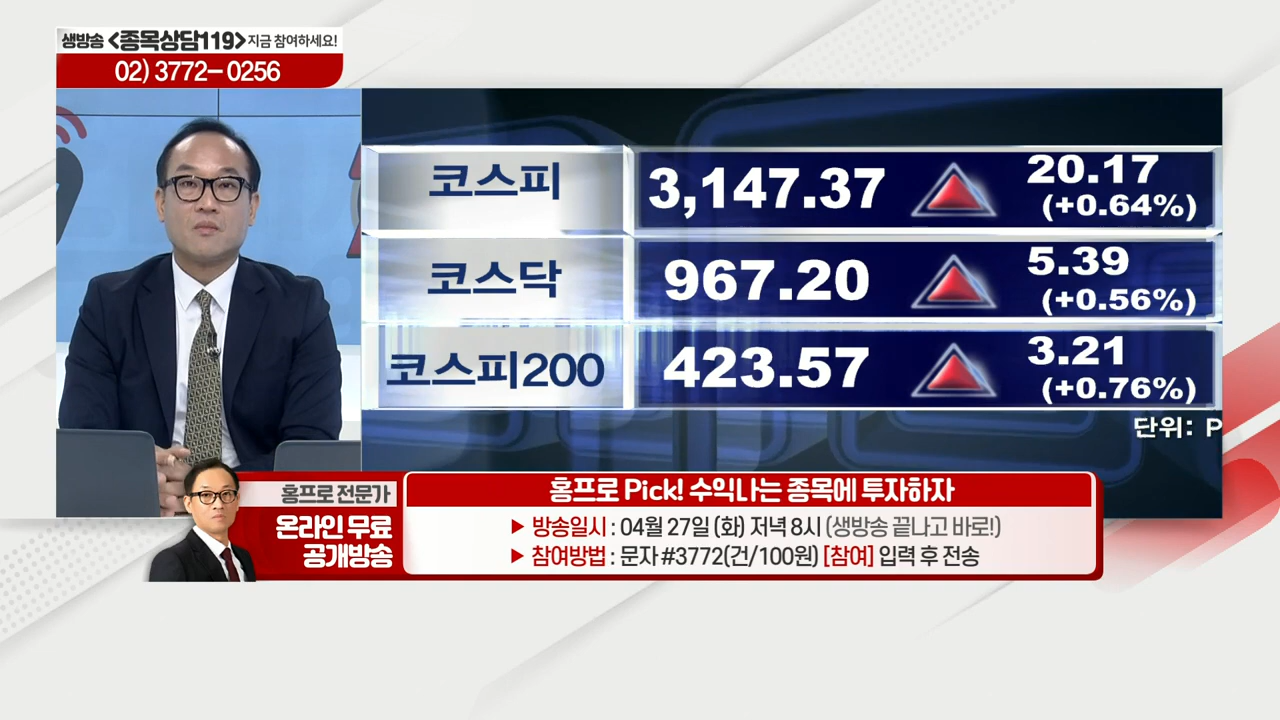 생방송 <종목상담119> 지금 참여하세요!
02) 3772-0256
코스피 3,147.37 ▲ 20.17 (+0.64%)
코스닥 967.20 ▲ 5.39 (+0.56%)
코스피200 423.57 ▲ 3.21 (+0.76%)
단위: P
홍프로 전문가
온라인 무료
공개방송
홍프로 Pick! 수익나는 종목에 투자하자
▶ 방송일시 : 04월 27일 (화) 저녁 8시 (생방송 끝나고 바로!)
▶ 참여방법 : 문자 #3772(건/100원) [참여] 입력 후 전송